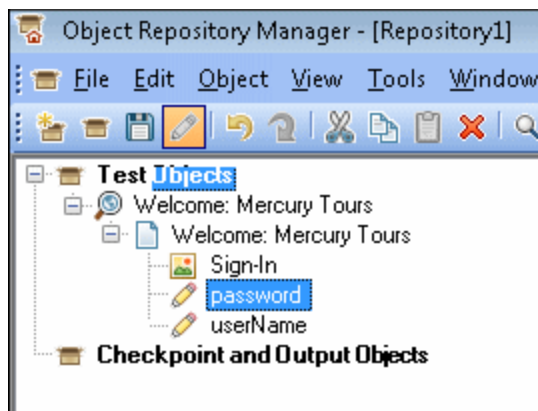 Object Repository Manager - [Repository1]
File Edit Object View Tools Window
Test Objects
Welcome: Mercury Tours
Welcome: Mercury Tours
Sign-In
password
userName
Checkpoint and Output Objects